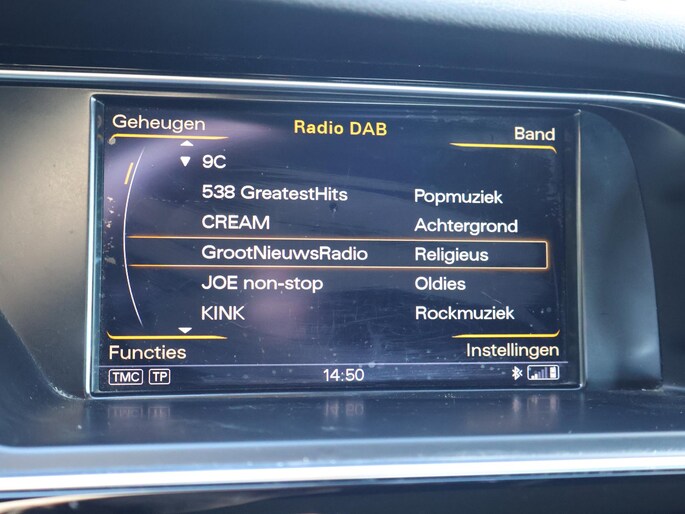 Geheugen Radio DAB Band
9C
538 GreatestHits Popmuziek
CREAM Achtergrond
GrootNieuwsRadio Religieus
JOE non-stop Oldies
KINK Rockmuziek
Functies Instellingen
TMC TP 14:50